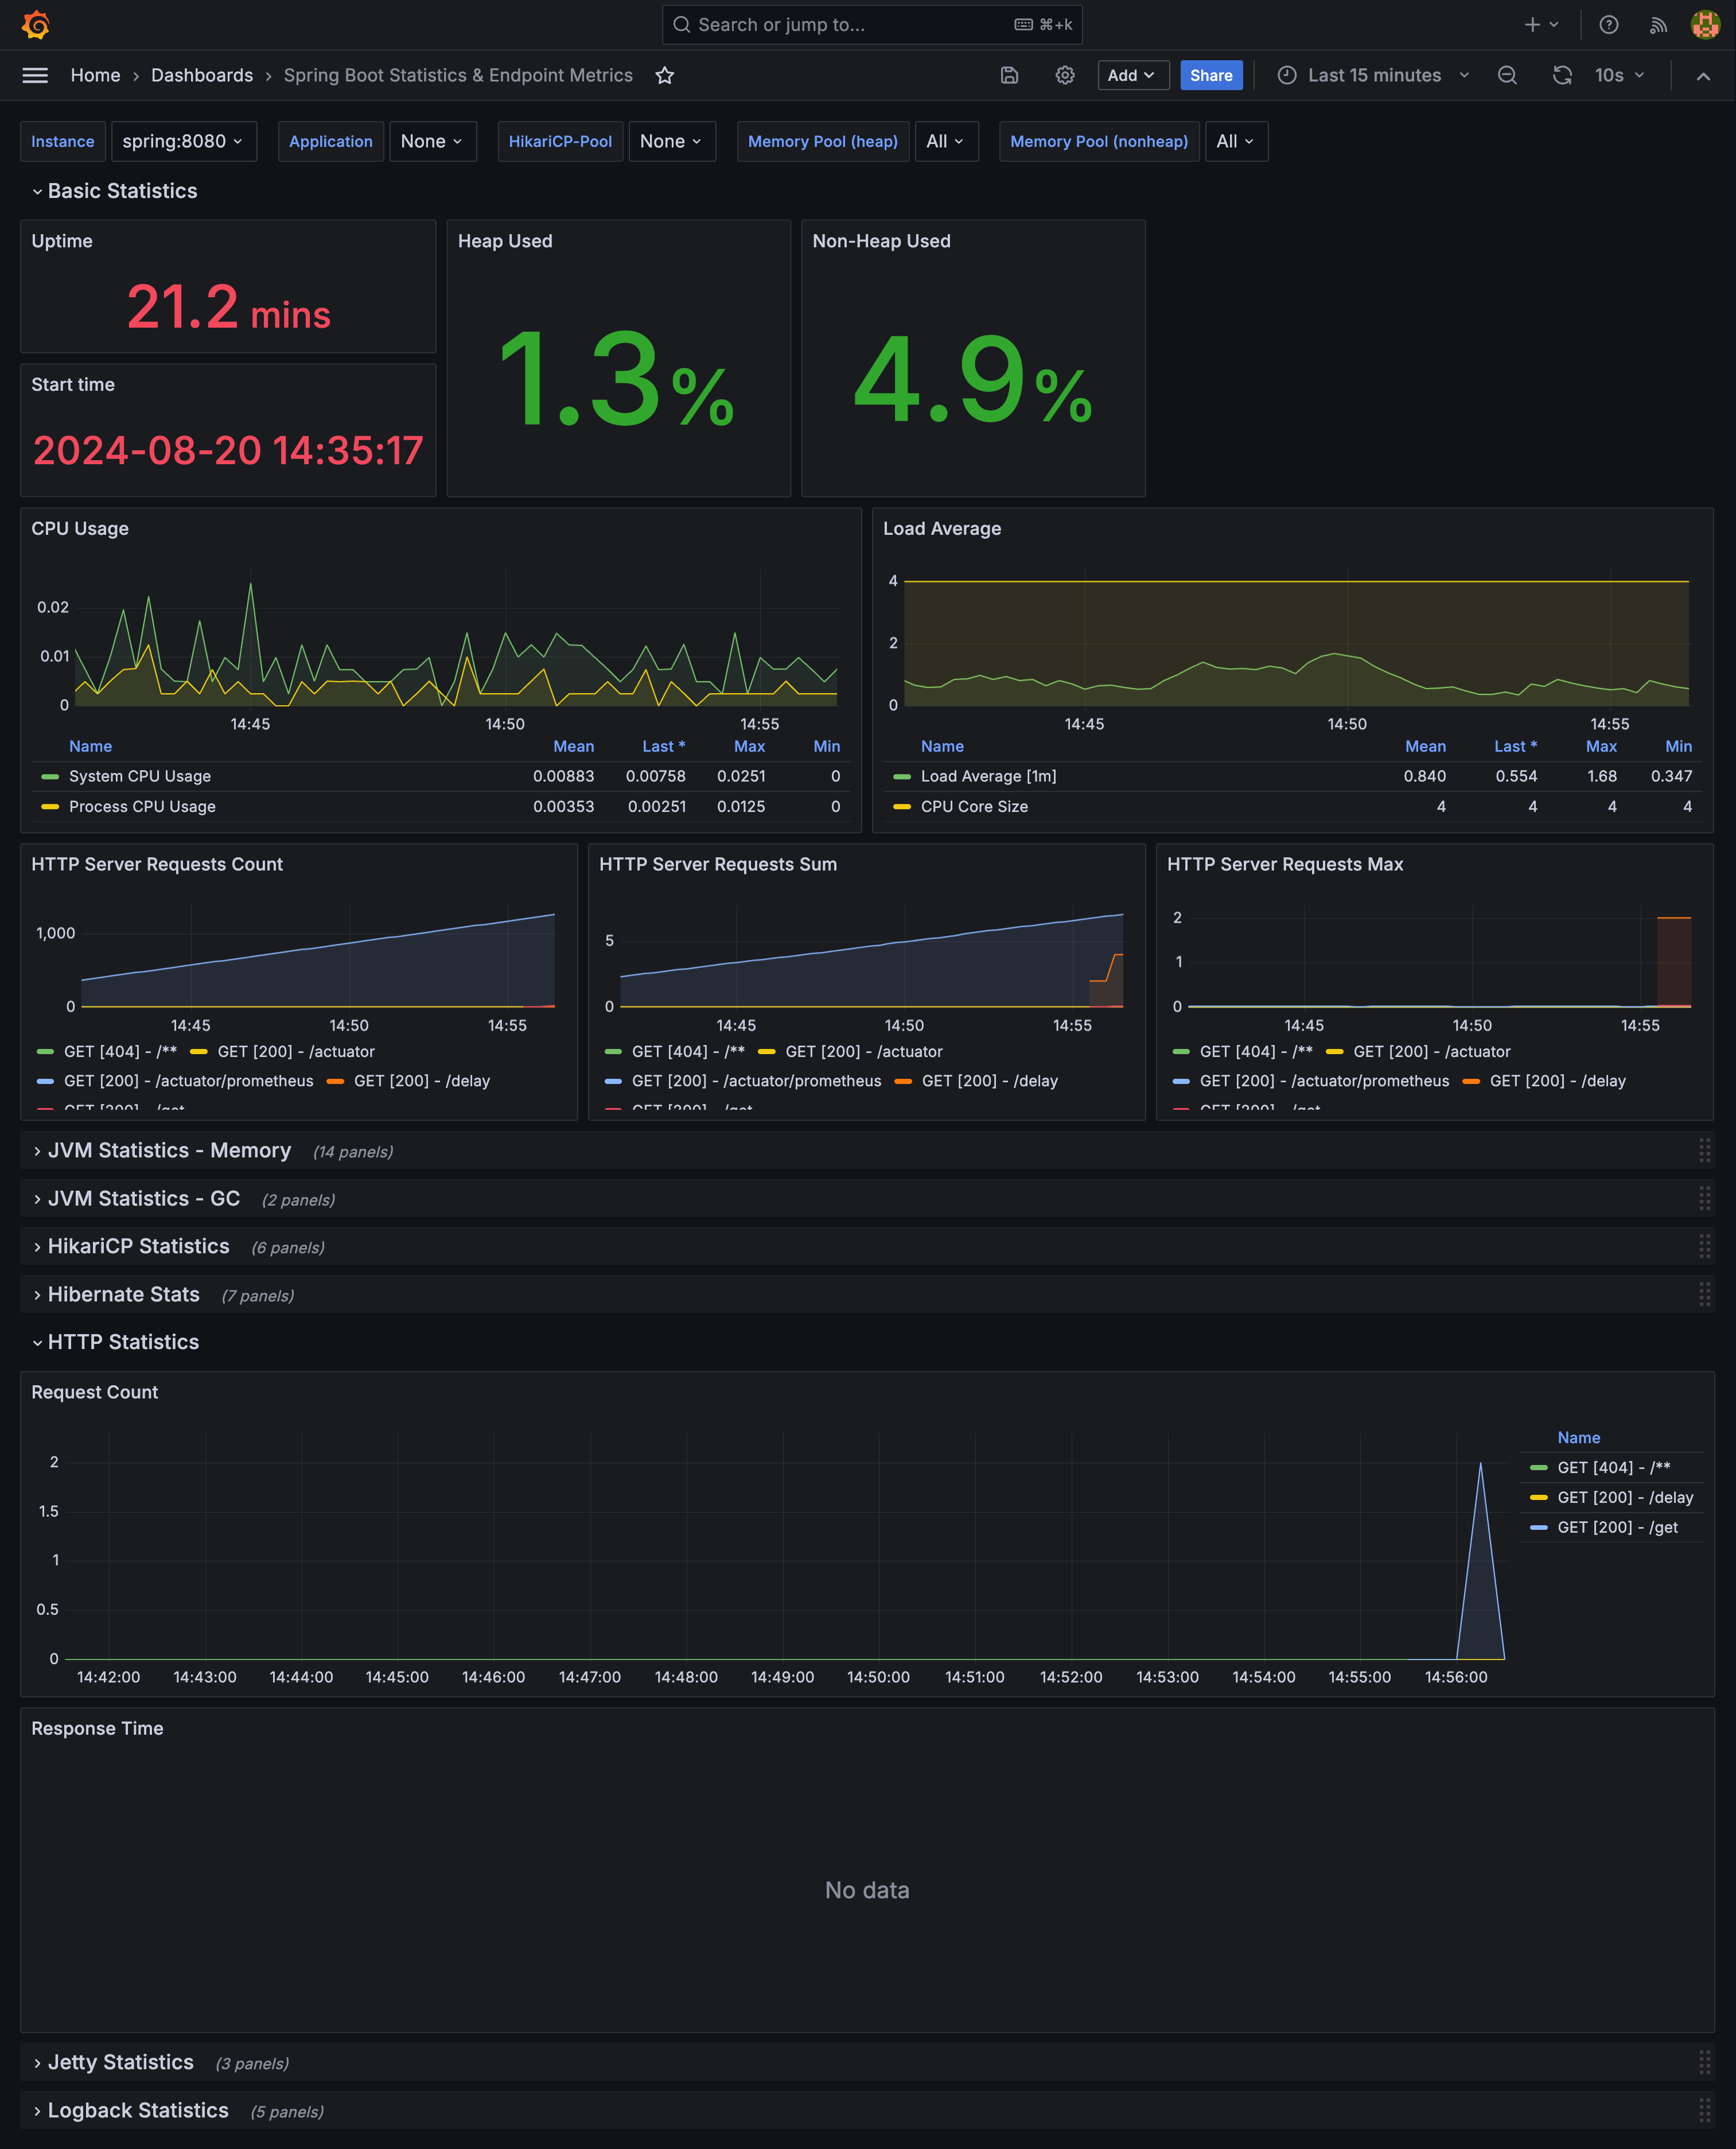 Search or jump to... ⌘+k
Home › Dashboards › Spring Boot Statistics & Endpoint Metrics Add Share Last 15 minutes 10s
Instance spring:8080 Application None HikariCP-Pool None Memory Pool (heap) All Memory Pool (nonheap) All
Basic Statistics
Uptime
21.2 mins
Start time
2024-08-20 14:35:17
Heap Used
1.3%
Non-Heap Used
4.9%
CPU Usage
0.02
0.01
0
14:45 14:50 14:55
Name Mean Last * Max Min
System CPU Usage 0.00883 0.00758 0.0251 0
Process CPU Usage 0.00353 0.00251 0.0125 0
Load Average
4
2
0
14:45 14:50 14:55
Name Mean Last * Max Min
Load Average [1m] 0.840 0.554 1.68 0.347
CPU Core Size 4 4 4 4
HTTP Server Requests Count
1,000
0
14:45 14:50 14:55
GET [404] - /** GET [200] - /actuator
GET [200] - /actuator/prometheus GET [200] - /delay
GET [200] - /get
HTTP Server Requests Sum
5
0
14:45 14:50 14:55
GET [404] - /** GET [200] - /actuator
GET [200] - /actuator/prometheus GET [200] - /delay
GET [200] - /get
HTTP Server Requests Max
2
1
0
14:45 14:50 14:55
GET [404] - /** GET [200] - /actuator
GET [200] - /actuator/prometheus GET [200] - /delay
GET [200] - /get
JVM Statistics - Memory (14 panels)
JVM Statistics - GC (2 panels)
HikariCP Statistics (6 panels)
Hibernate Stats (7 panels)
HTTP Statistics
Request Count
2
1.5
1
0.5
0
14:42:00 14:43:00 14:44:00 14:45:00 14:46:00 14:47:00 14:48:00 14:49:00 14:50:00 14:51:00 14:52:00 14:53:00 14:54:00 14:55:00 14:56:00
Name
GET [404] - /**
GET [200] - /delay
GET [200] - /get
Response Time
No data
Jetty Statistics (3 panels)
Logback Statistics (5 panels)